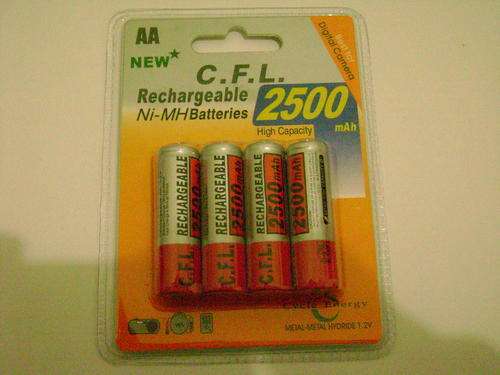 AA
NEW
Digital Camera
C.F.L.
Rechargeable
Ni-MH Batteries
2500
mAh
High Capacity
RECHARGEABLE
C.F.L.
2500mAh
RECHARGEABLE
C.F.L.
2500mAh
RECHARGEABLE
C.F.L.
2500mAh
2500mAh
Energy
METAL-METAL HYDRIDE 1.2V